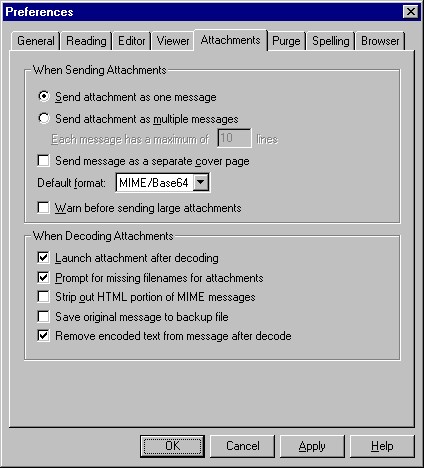 Preferences
General Reading Editor Viewer Attachments Purge Spelling Browser
When Sending Attachments
Send attachment as one message
Send attachment as multiple messages
Each message has a maximum of 10 lines
Send message as a separate cover page
Default format: MIME/Base64
Warn before sending large attachments
When Decoding Attachments
Launch attachment after decoding
Prompt for missing filenames for attachments
Strip out HTML portion of MIME messages
Save original message to backup file
Remove encoded text from message after decode
OK Cancel Apply Help